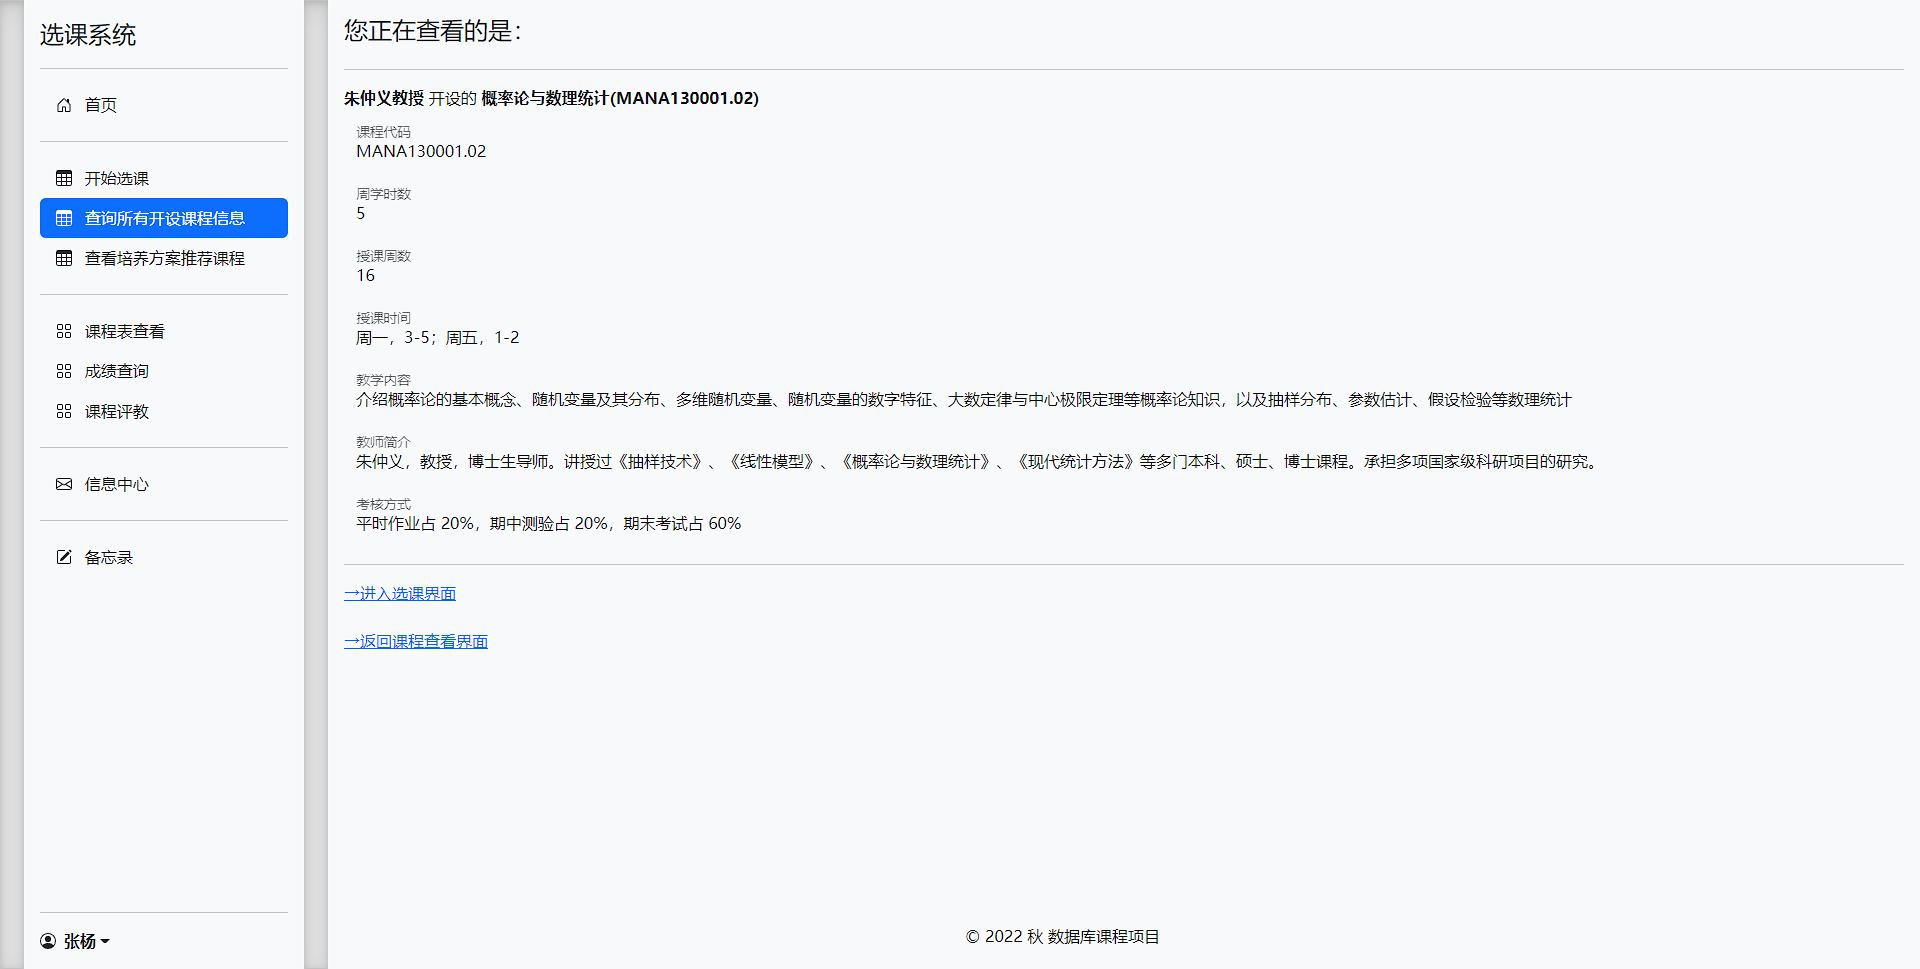 选课系统
首页
开始选课
查询所有开设课程信息
查看培养方案推荐课程
课程表查看
成绩查询
课程评教
信息中心
备忘录
张杨
您正在查看的是：
朱仲义教授 开设的 概率论与数理统计(MANA130001.02)
课程代码
MANA130001.02
周学时数
5
授课周数
16
授课时间
周一，3-5；周五，1-2
教学内容
介绍概率论的基本概念、随机变量及其分布、多维随机变量、随机变量的数字特征、大数定律与中心极限定理等概率论知识，以及抽样分布、参数估计、假设检验等数理统计
教师简介
朱仲义，教授，博士生导师。讲授过《抽样技术》、《线性模型》、《概率论与数理统计》、《现代统计方法》等多门本科、硕士、博士课程。承担多项国家级科研项目的研究。
考核方式
平时作业占 20%，期中测验占 20%，期末考试占 60%
→进入选课界面
→返回课程查看界面
© 2022 秋 数据库课程项目